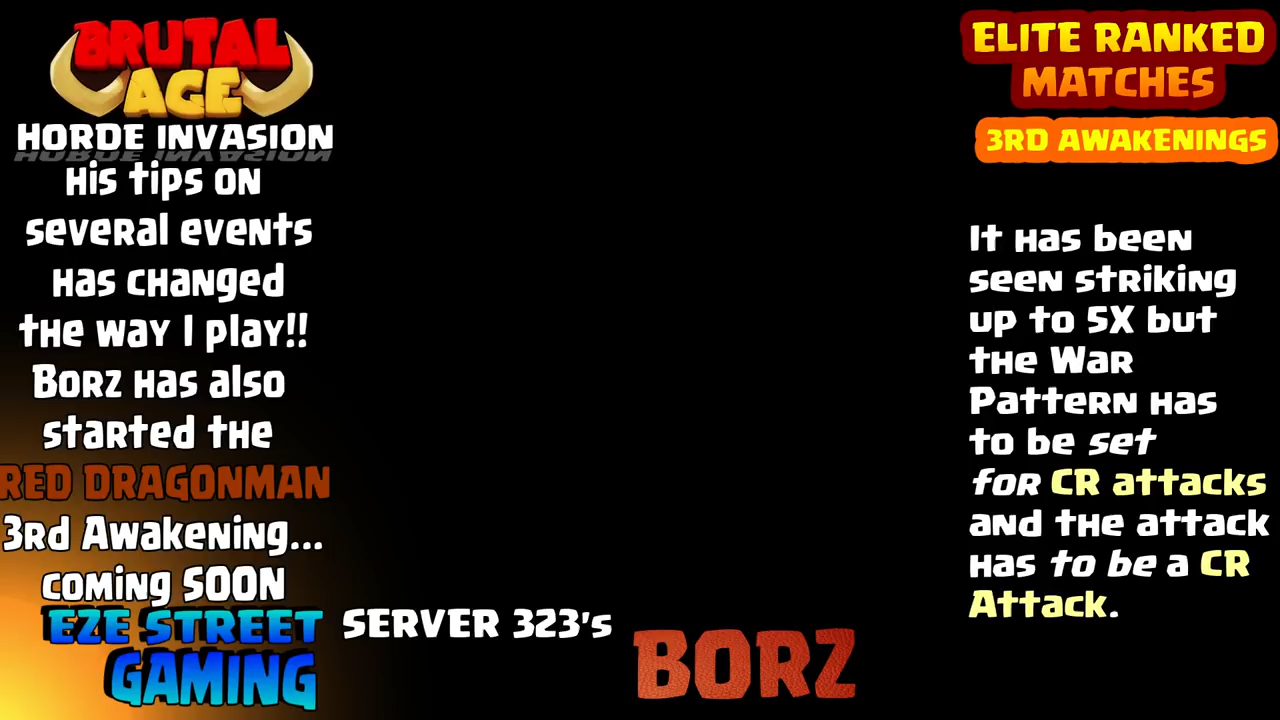 BRUTAL
AGE
HORDE INVASION
His tips on
several events
has changed
the way I play!!
Borz has also
started the
RED DRAGONMAN
3rd Awakening...
coming SOON
EZE STREET
GAMING
SERVER 323's
BORZ
ELITE RANKED
MATCHES
3RD AWAKENINGS
It has been
seen striking
up to 5X but
the War
Pattern has
to be set
for CR attacks
and the attack
has to be a CR
Attack.